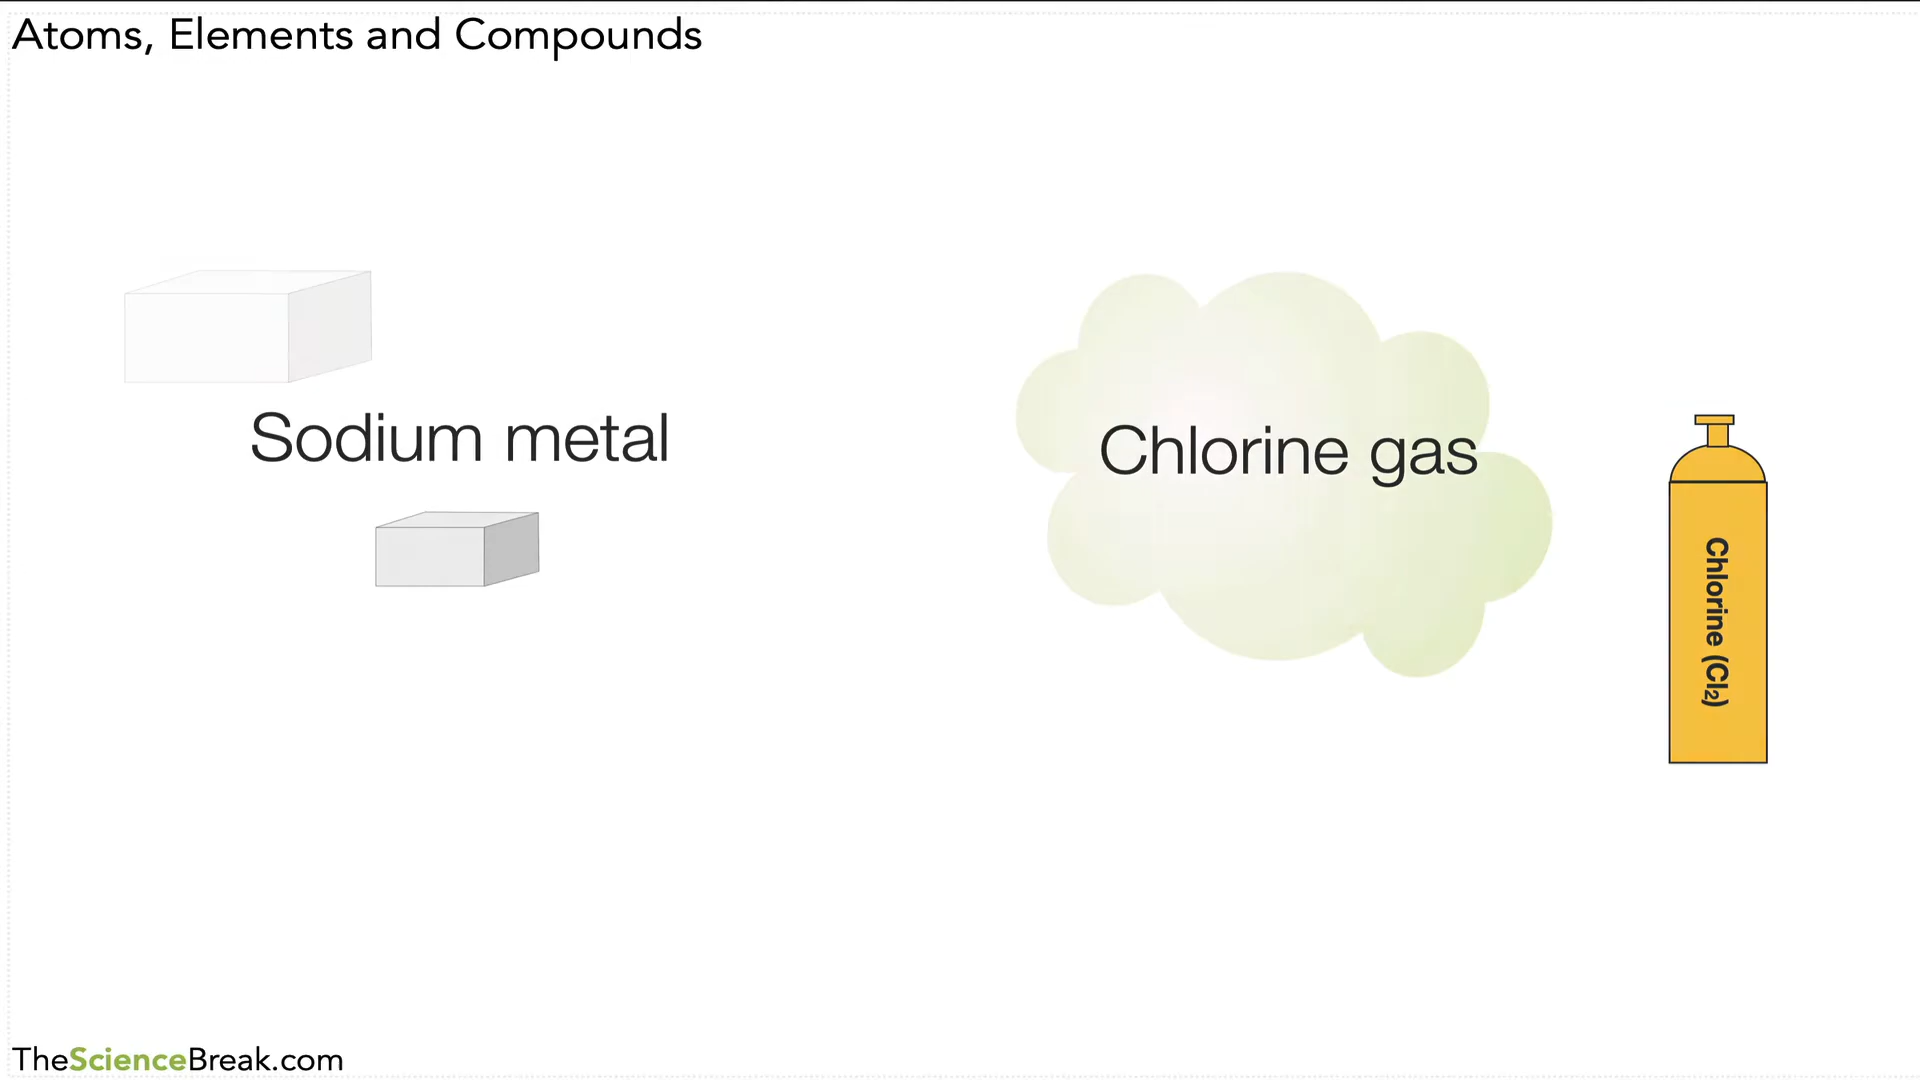 Atoms, Elements and Compounds
Sodium metal
Chlorine gas
Chlorine (Cl₂)
TheScienceBreak.com